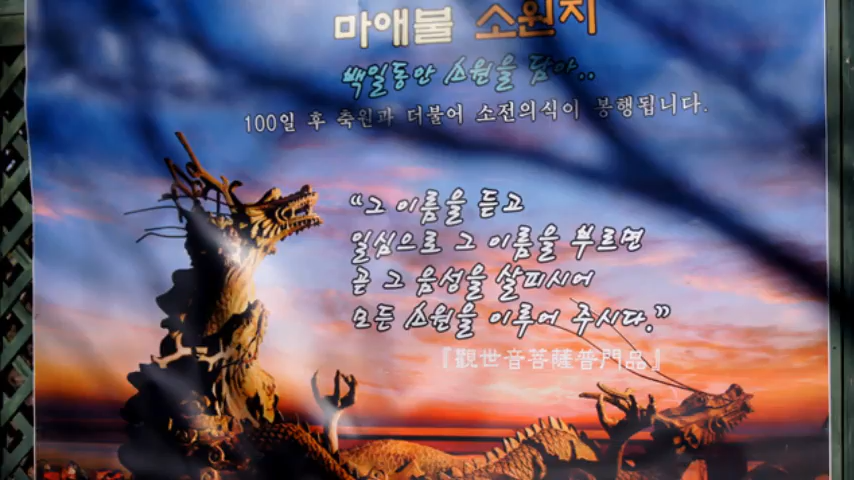 마애불 소원지
백일동안 소원을 담아..
100일 후 축원과 더불어 소전의식이 봉행됩니다.
“그 이름을 듣고
일심으로 그 이름을 부르면
곧 그 음성을 살피시어
모든 소원을 이루어 주시다.”
『觀世音菩薩普門品』